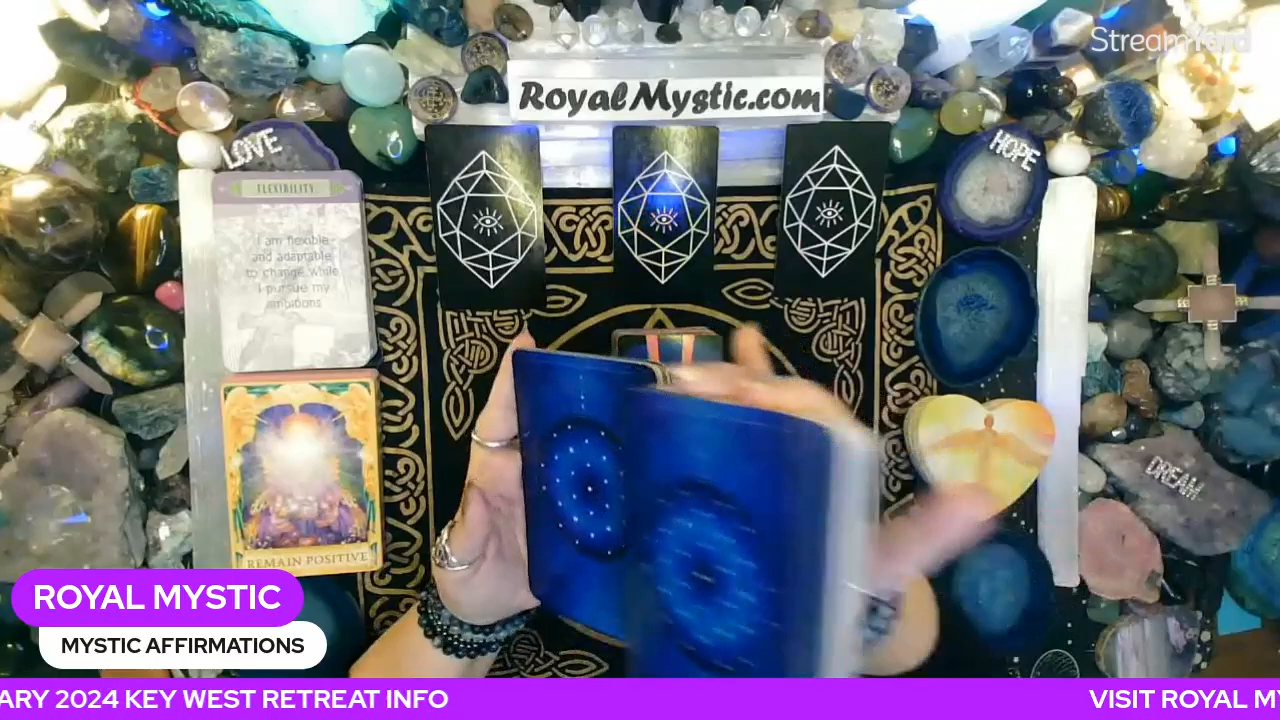 StreamYard
RoyalMystic.com
LOVE
HOPE
FLEXIBILITY
I am flexible
and adaptable
to change while
I pursue my
ambitions
DREAM
REMAIN POSITIVE
ROYAL MYSTIC
MYSTIC AFFIRMATIONS
ARY 2024 KEY WEST RETREAT INFO
VISIT ROYAL MY